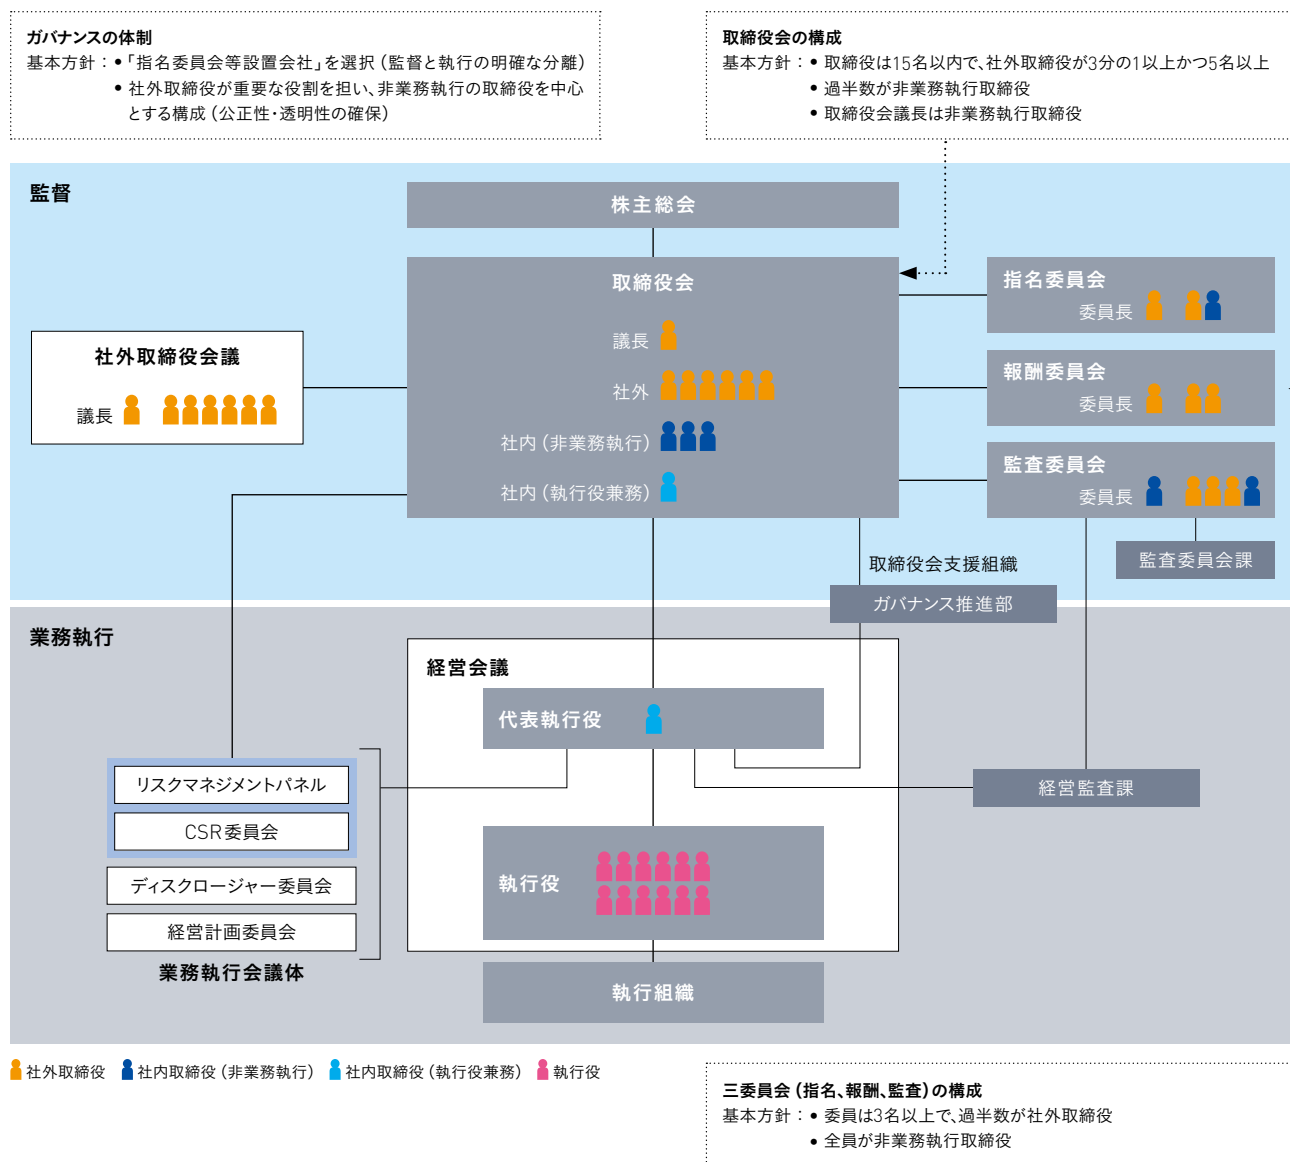 ガバナンスの体制
基本方針：• 「指名委員会等設置会社」を選択（監督と執行の明確な分離）
• 社外取締役が重要な役割を担い、非業務執行の取締役を中心
とする構成（公正性・透明性の確保）
取締役会の構成
基本方針：• 取締役は15名以内で、社外取締役が3分の1以上かつ5名以上
• 過半数が非業務執行取締役
• 取締役会議長は非業務執行取締役
監督
株主総会
取締役会
議長
社外
社内（非業務執行）
社内（執行役兼務）
社外取締役会議
議長
指名委員会
委員長
報酬委員会
委員長
監査委員会
委員長
監査委員会課
取締役会支援組織
ガバナンス推進部
業務執行
経営会議
代表執行役
経営監査課
執行役
執行組織
リスクマネジメントパネル
CSR委員会
ディスクロージャー委員会
経営計画委員会
業務執行会議体
社外取締役 社内取締役（非業務執行） 社内取締役（執行役兼務） 執行役
三委員会（指名、報酬、監査）の構成
基本方針：• 委員は3名以上で、過半数が社外取締役
• 全員が非業務執行取締役